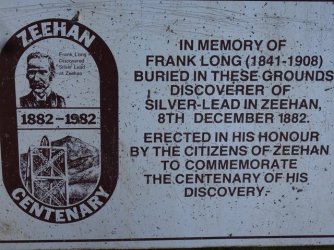 ZEEHAN
Frank Long
Discovered
Silver Lead
at Zeehan
1882-1982
CENTENARY
IN MEMORY OF
FRANK LONG (1841-1908)
BURIED IN THESE GROUNDS
DISCOVERER OF
SILVER-LEAD IN ZEEHAN,
8TH DECEMBER 1882.
ERECTED IN HIS HONOUR
BY THE CITIZENS OF ZEEHAN
TO COMMEMORATE
THE CENTENARY OF HIS
DISCOVERY.